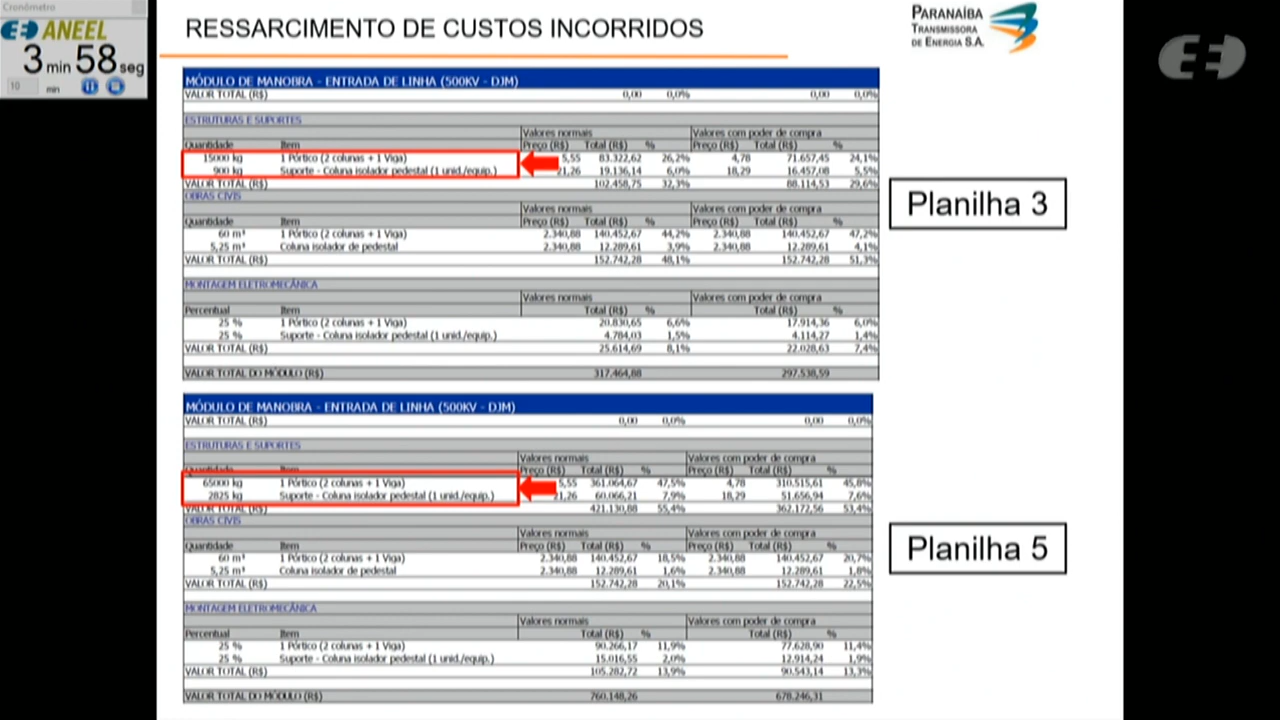 Cronômetro
ANEEL
3 min 58 seg
10 min
RESSARCIMENTO DE CUSTOS INCORRIDOS
PARANAÍBA
TRANSMISSORA
DE ENERGIA S.A.
MÓDULO DE MANOBRA - ENTRADA DE LINHA (500KV - DJM)
VALOR TOTAL (R$) 0,00 0,0% 0,00 0,0%
ESTRUTURAS E SUPORTES
Valores normais Valores com poder de compra
Quantidade Item Preço (R$) Total (R$) % Preço (R$) Total (R$) %
15000 kg 1 Pórtico (2 colunas + 1 Viga) 5,55 83.322,62 26,2% 4,78 71.657,45 24,1%
900 kg Suporte - Coluna isolador pedestal (1 unid./equip.) 21,26 19.136,14 6,0% 18,29 16.457,08 5,5%
VALOR TOTAL (R$) 102.458,75 32,3% 88.114,53 29,6%
OBRAS CIVIS
Valores normais Valores com poder de compra
Quantidade Item Preço (R$) Total (R$) % Preço (R$) Total (R$) %
60 m³ 1 Pórtico (2 colunas + 1 Viga) 2.340,88 140.452,67 44,2% 2.340,88 140.452,67 47,2%
5,25 m³ Coluna isolador de pedestal 2.340,88 12.289,61 3,9% 2.340,88 12.289,61 4,1%
VALOR TOTAL (R$) 152.742,28 48,1% 152.742,28 51,3%
MONTAGEM ELETROMECÂNICA
Valores normais Valores com poder de compra
Percentual Item Total (R$) % Total (R$) %
25 % 1 Pórtico (2 colunas + 1 Viga) 20.830,65 6,6% 17.914,36 6,0%
25 % Suporte - Coluna isolador pedestal (1 unid./equip.) 4.784,03 1,5% 4.114,27 1,4%
VALOR TOTAL (R$) 25.614,69 8,1% 22.028,63 7,4%
VALOR TOTAL DO MÓDULO (R$) 317.464,88 297.538,59
Planilha 3
MÓDULO DE MANOBRA - ENTRADA DE LINHA (500KV - DJM)
VALOR TOTAL (R$) 0,00 0,0% 0,00 0,0%
ESTRUTURAS E SUPORTES
Valores normais Valores com poder de compra
Quantidade Item Preço (R$) Total (R$) % Preço (R$) Total (R$) %
65000 kg 1 Pórtico (2 colunas + 1 Viga) 5,55 361.064,67 47,5% 4,78 310.515,61 45,8%
2825 kg Suporte - Coluna isolador pedestal (1 unid./equip.) 21,26 60.066,21 7,9% 18,29 51.656,94 7,6%
VALOR TOTAL (R$) 421.130,88 55,4% 362.172,56 53,4%
OBRAS CIVIS
Valores normais Valores com poder de compra
Quantidade Item Preço (R$) Total (R$) % Preço (R$) Total (R$) %
60 m³ 1 Pórtico (2 colunas + 1 Viga) 2.340,88 140.452,67 18,5% 2.340,88 140.452,67 20,7%
5,25 m³ Coluna isolador de pedestal 2.340,88 12.289,61 1,6% 2.340,88 12.289,61 1,8%
VALOR TOTAL (R$) 152.742,28 20,1% 152.742,28 22,5%
MONTAGEM ELETROMECÂNICA
Valores normais Valores com poder de compra
Percentual Item Total (R$) % Total (R$) %
25 % 1 Pórtico (2 colunas + 1 Viga) 90.266,17 11,9% 77.628,90 11,4%
25 % Suporte - Coluna isolador pedestal (1 unid./equip.) 15.016,55 2,0% 12.914,24 1,9%
VALOR TOTAL (R$) 105.282,72 13,9% 90.543,14 13,3%
VALOR TOTAL DO MÓDULO (R$) 760.148,26 678.246,31
Planilha 5